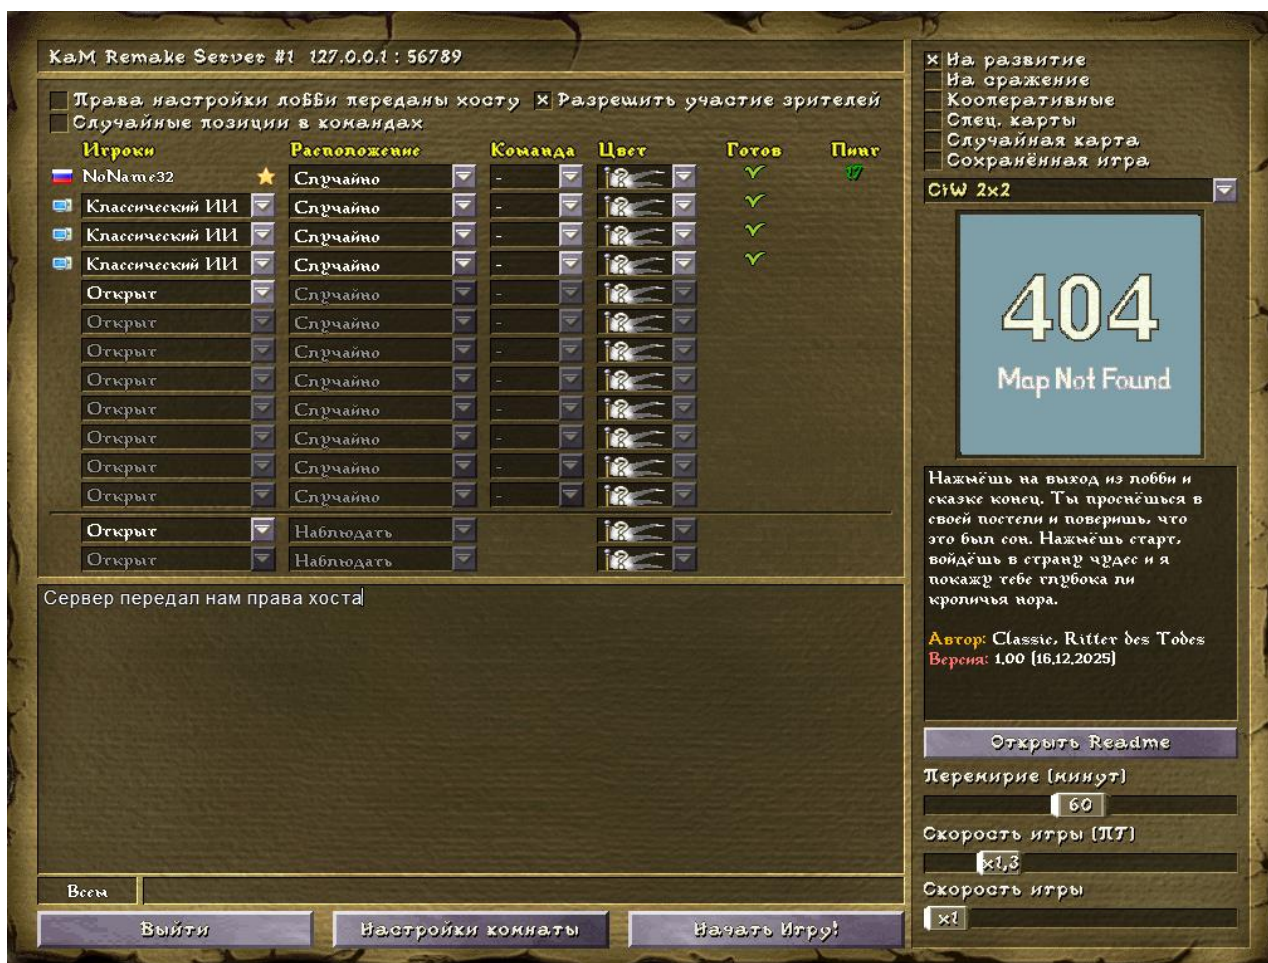 KaM Remake Server #1 127.0.0.1 : 56789
Права настройки лобби переданы хосту Разрешить участие зрителей
Случайные позиции в командах
Игроки Расположение Команда Цвет Готов Пинг
NoName32 Случайно - 17
Классический ИИ Случайно -
Классический ИИ Случайно -
Классический ИИ Случайно -
Открыт Случайно -
Открыт Случайно -
Открыт Случайно -
Открыт Случайно -
Открыт Случайно -
Открыт Случайно -
Открыт Случайно -
Открыт Случайно -
Открыт Наблюдать
Открыт Наблюдать
Сервер передал нам права хоста
Всем
Выйти Настройки комнаты Начать Игру!
На развитие
На сражение
Кооперативные
Спец. карты
Случайная карта
Сохранённая игра
CtW 2x2
404
Map Not Found
Нажмёшь на выход из лобби и
сказке конец. Ты проснёшься в
своей постели и поверишь, что
это был сон. Нажмёшь старт,
войдёшь в страну чудес и я
покажу тебе глубока ли
кроличья нора.
Автор: Classic, Ritter des Todes
Версия: 1.00 (16.12.2025)
Открыть Readme
Перемирие (минут)
60
Скорость игры (ПТ)
x1,3
Скорость игры
x1